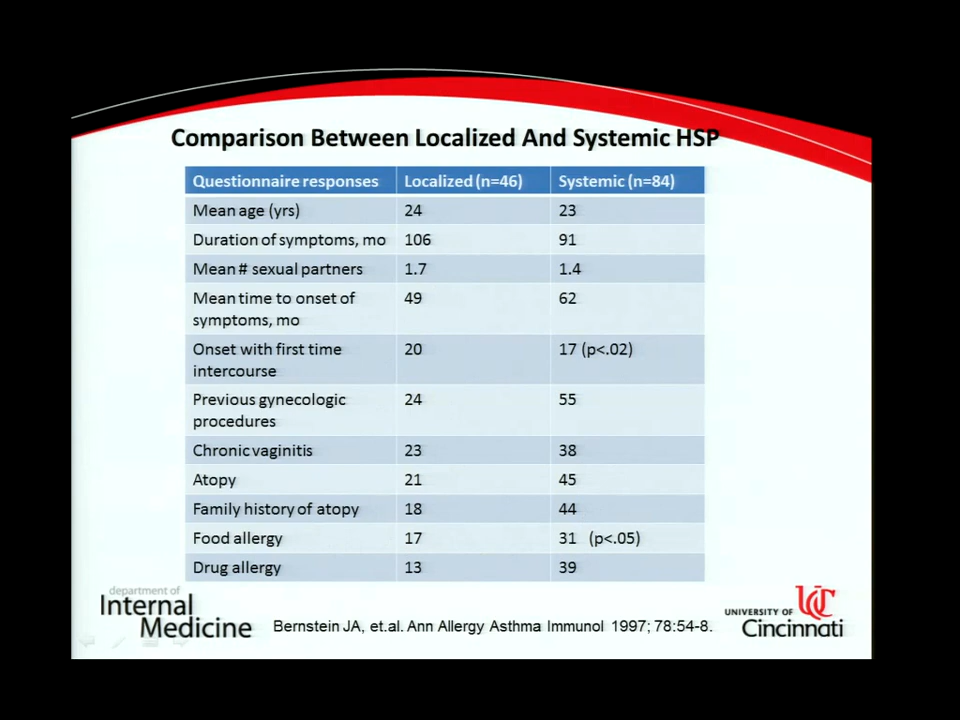 Comparison Between Localized And Systemic HSP
Questionnaire responses Localized (n=46) Systemic (n=84)
Mean age (yrs) 24 23
Duration of symptoms, mo 106 91
Mean # sexual partners 1.7 1.4
Mean time to onset of
symptoms, mo 49 62
Onset with first time
intercourse 20 17 (p<.02)
Previous gynecologic
procedures 24 55
Chronic vaginitis 23 38
Atopy 21 45
Family history of atopy 18 44
Food allergy 17 31 (p<.05)
Drug allergy 13 39
department of
Internal
Medicine
Bernstein JA, et.al. Ann Allergy Asthma Immunol 1997; 78:54-8.
UC
UNIVERSITY OF
Cincinnati